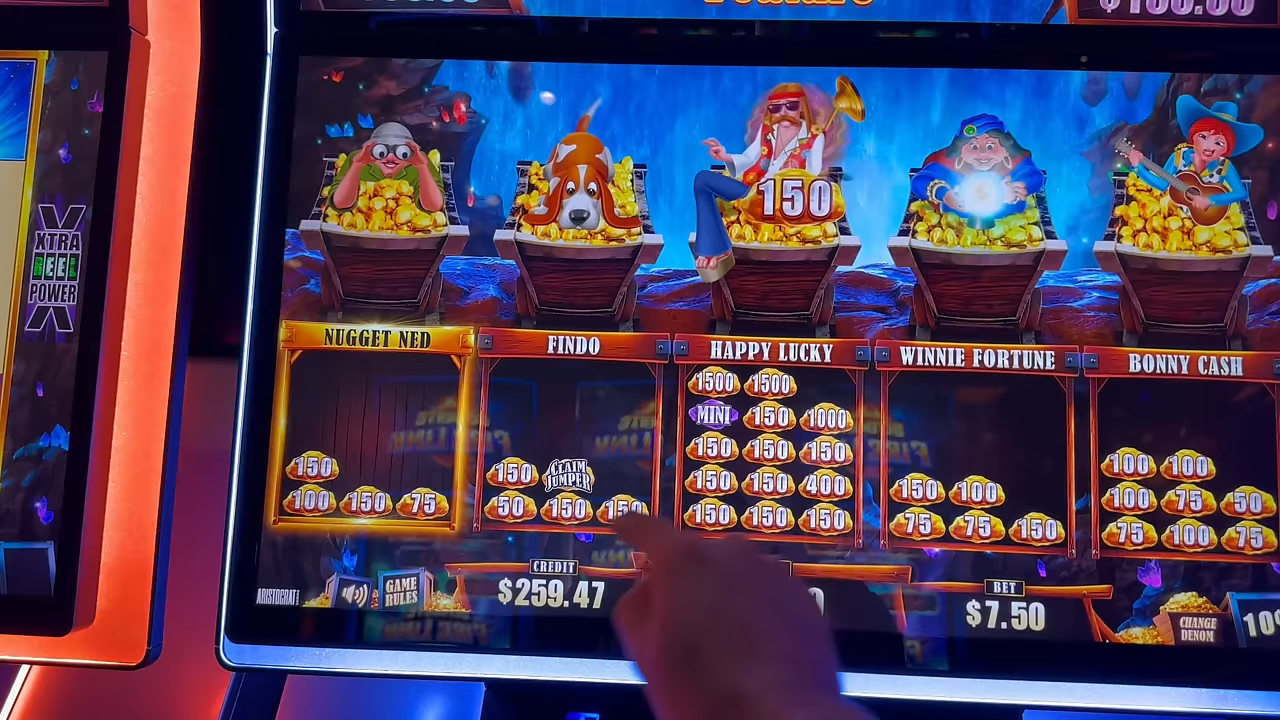 $150.00
150
XTRA
REEL
POWER
NUGGET NED
150
100 150 75
FINDO
150 CLAIM JUMPER
50 150 150
HAPPY LUCKY
1500 1500
MINI 150 1000
150 150 150
150 150 400
150 150 150
WINNIE FORTUNE
150 100
75 75 150
BONNY CASH
100 100
100 75 50
75 100 75
ARISTOCRAT
GAME
RULES
CREDIT
$259.47
BET
$7.50
CHANGE
DENOM